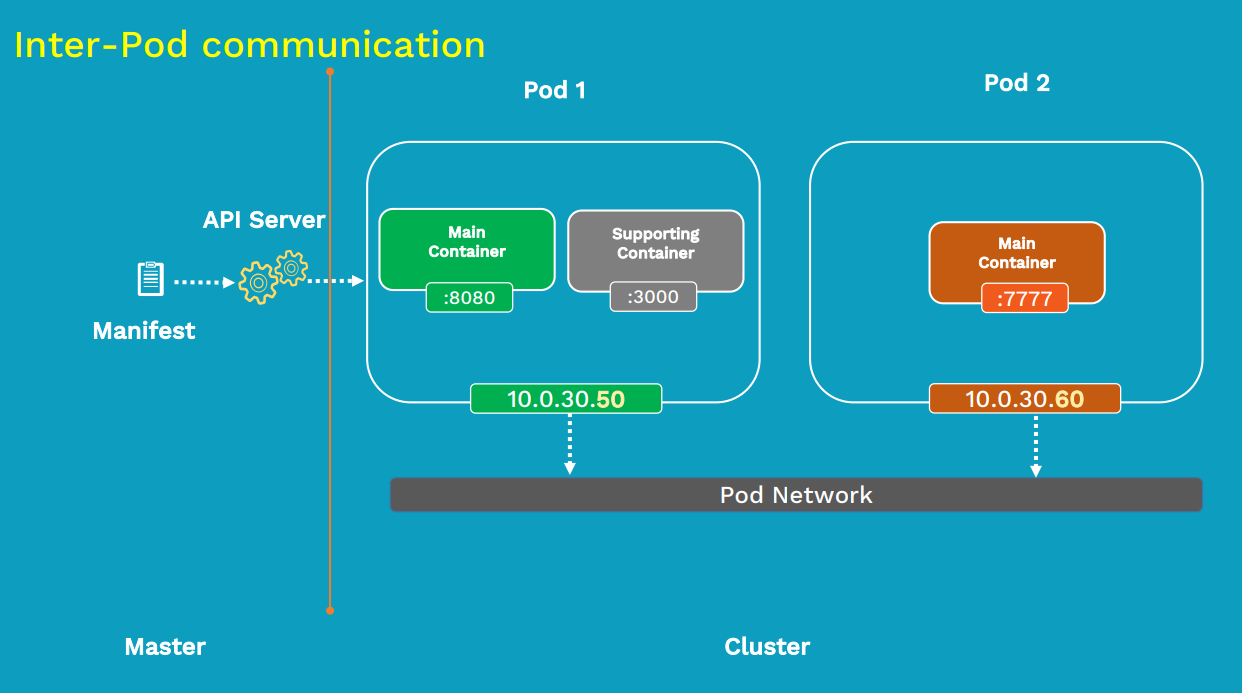 Inter-Pod communication
Pod 1
Pod 2
API Server
Manifest
Main
Container
:8080
Supporting
Container
:3000
Main
Container
:7777
10.0.30.50
10.0.30.60
Pod Network
Master
Cluster